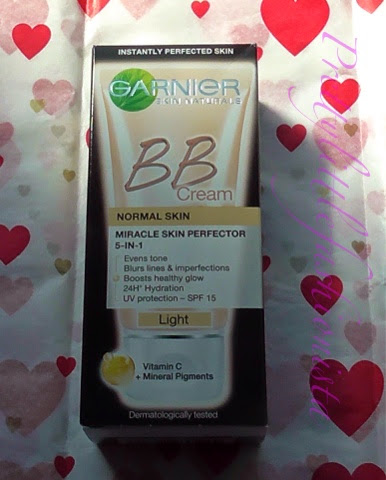 INSTANTLY PERFECTED SKIN
GARNIER
SKIN NATURALS
BB
Cream
NORMAL SKIN
MIRACLE SKIN PERFECTOR
5-IN-1
Evens tone
Blurs lines & imperfections
Boosts healthy glow
24H* Hydration
UV protection – SPF 15
Light
Vitamin C
+ Mineral Pigments
Dermatologically tested